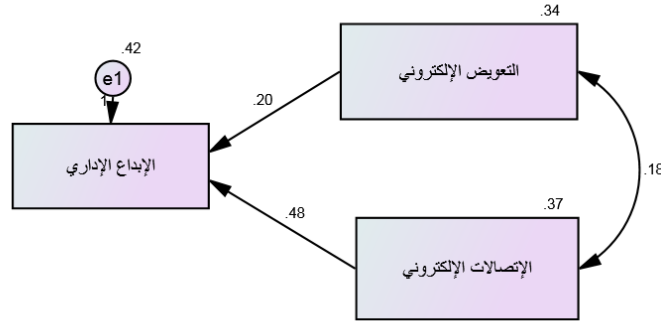 .34
.42
التعويض الإلكتروني
e1
1
.20
الإبداع الإداري
.18
.48
.37
الإتصالات الإلكتروني